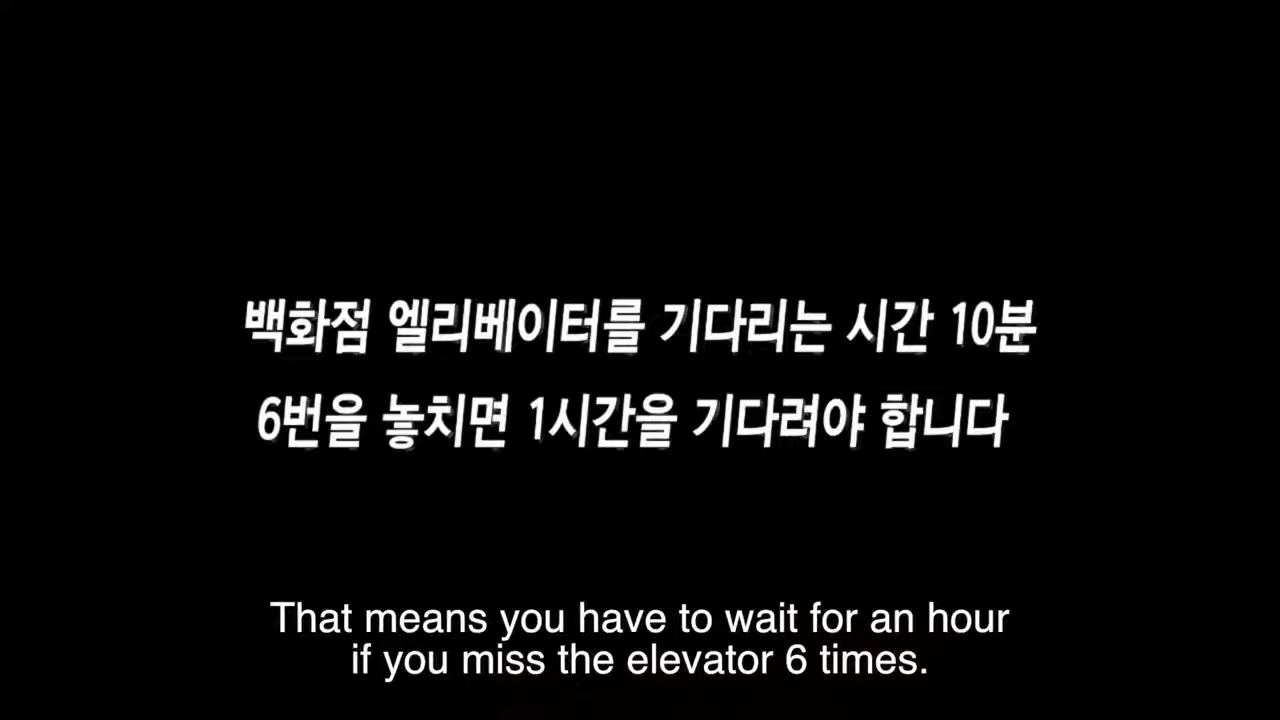 백화점 엘리베이터를 기다리는 시간 10분
6번을 놓치면 1시간을 기다려야 합니다
That means you have to wait for an hour
if you miss the elevator 6 times.